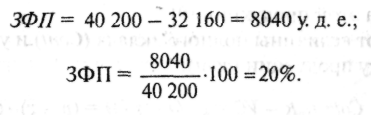 ЗФП = 40 200 – 32 160 = 8040 у. д. е.;
ЗФП = 8040 / 40 200 · 100 = 20%.